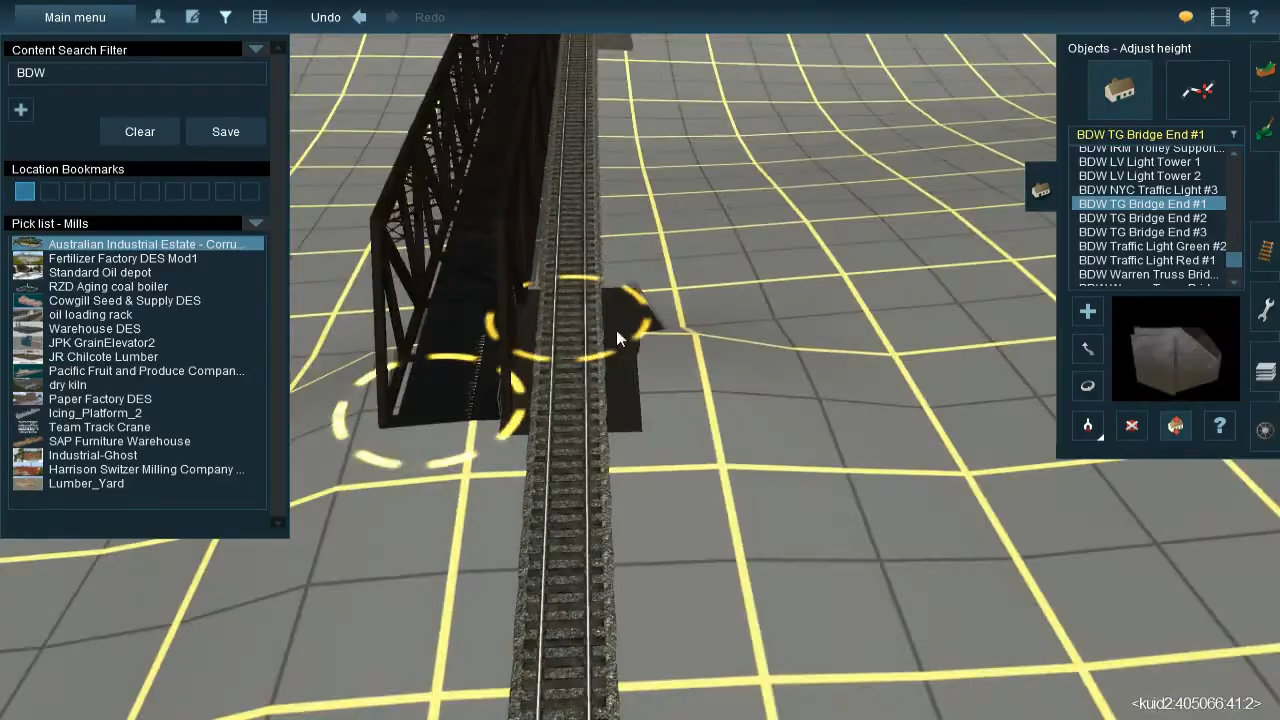 Main menu
Undo
Redo
?
Content Search Filter
BDW
Clear
Save
Location Bookmarks
Pick list - Mills
Australian Industrial Estate - Corru...
Fertilizer Factory DES Mod1
Standard Oil depot
RZD Aging coal boiler
Cowgill Seed & Supply DES
oil loading rack
Warehouse DES
JPK GrainElevator2
JR Chilcote Lumber
Pacific Fruit and Produce Compan...
dry kiln
Paper Factory DES
Icing_Platform_2
Team Track Crane
SAP Furniture Warehouse
Industrial-Ghost
Harrison Switzer Milling Company ...
Lumber_Yard
Objects - Adjust height
BDW TG Bridge End #1
BDW IRM Trolley Support...
BDW LV Light Tower 1
BDW LV Light Tower 2
BDW NYC Traffic Light #3
BDW TG Bridge End #1
BDW TG Bridge End #2
BDW TG Bridge End #3
BDW Traffic Light Green #2
BDW Traffic Light Red #1
BDW Warren Truss Brid...
?
<kuid2:405066:41:2>